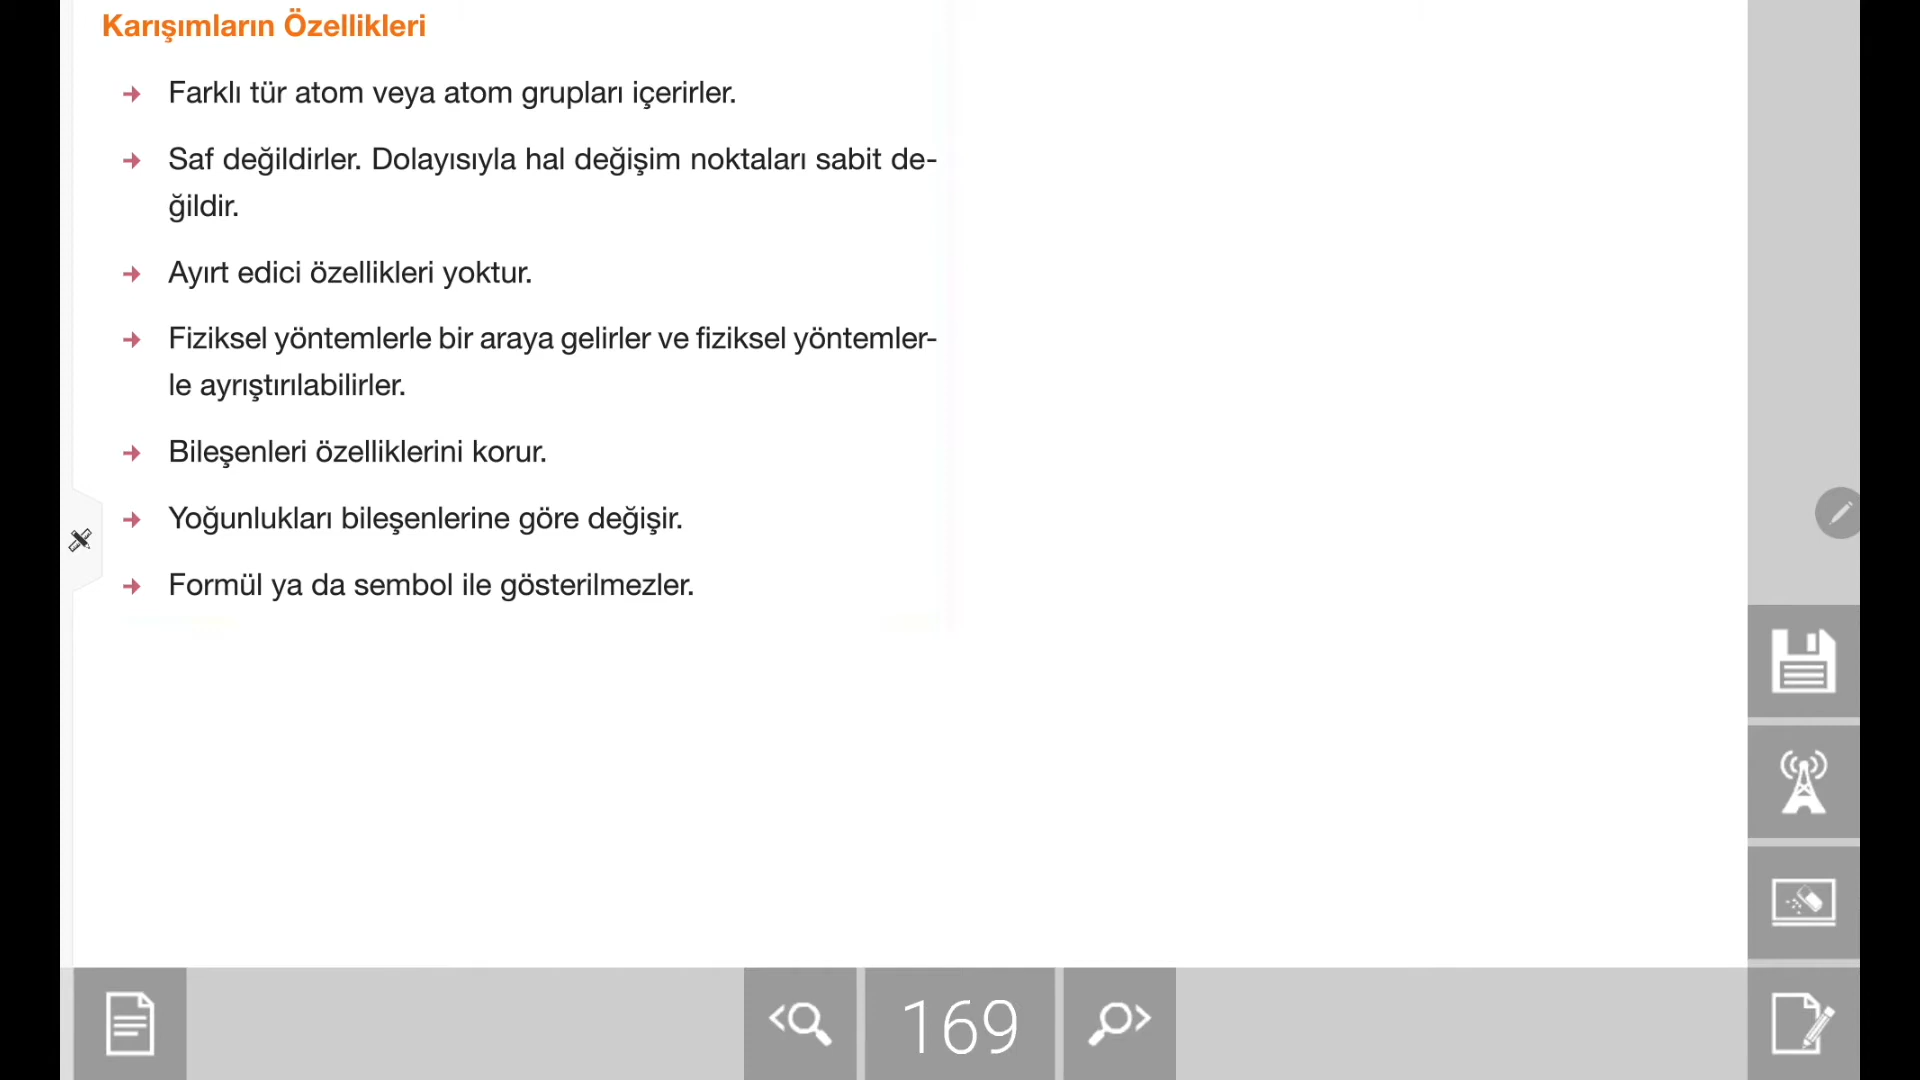 Karışımların Özellikleri
→ Farklı tür atom veya atom grupları içerirler.
→ Saf değildirler. Dolayısıyla hal değişim noktaları sabit de-
ğildir.
→ Ayırt edici özellikleri yoktur.
→ Fiziksel yöntemlerle bir araya gelirler ve fiziksel yöntemler-
le ayrıştırılabilirler.
→ Bileşenleri özelliklerini korur.
→ Yoğunlukları bileşenlerine göre değişir.
→ Formül ya da sembol ile gösterilmezler.
169